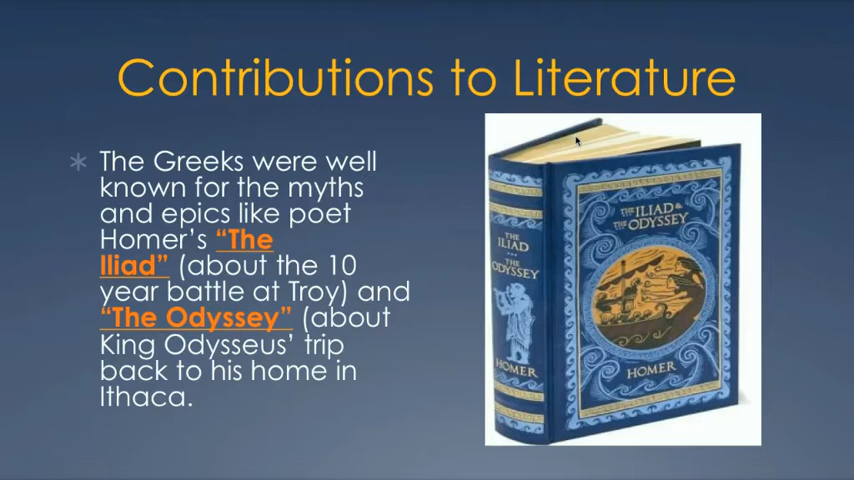 Contributions to Literature
The Greeks were well
known for the myths
and epics like poet
Homer’s “The
Iliad” (about the 10
year battle at Troy) and
“The Odyssey” (about
King Odysseus’ trip
back to his home in
Ithaca.
THE
ILIAD
THE
ODYSSEY
HOMER
THE ILIAD &
THE ODYSSEY
HOMER